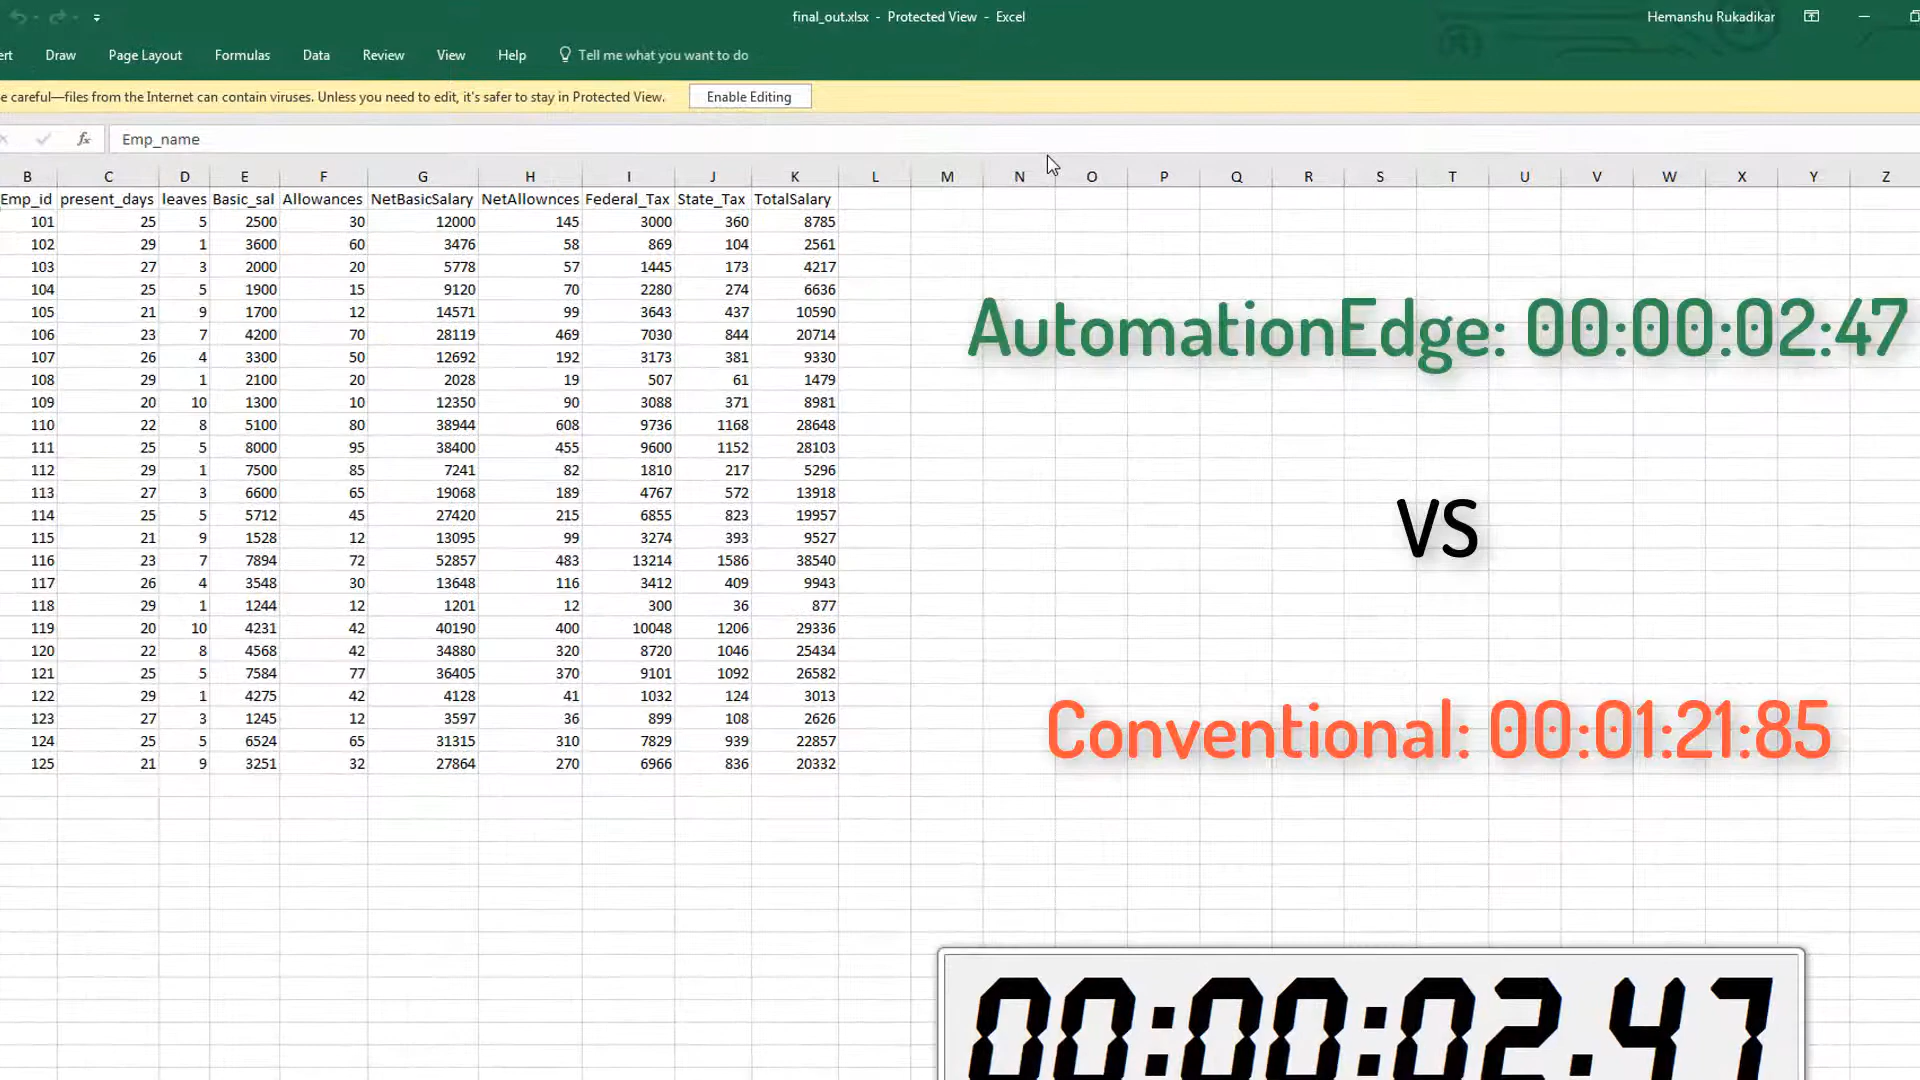 final_out.xlsx - Protected View - Excel
Hemanshu Rukadikar
ert Draw Page Layout Formulas Data Review View Help Tell me what you want to do
e careful—files from the Internet can contain viruses. Unless you need to edit, it's safer to stay in Protected View. Enable Editing
fx Emp_name
B C D E F G H I J K L M N O P Q R S T U V W X Y Z
Emp_id present_days leaves Basic_sal Allowances NetBasicSalary NetAllownces Federal_Tax State_Tax TotalSalary
101 25 5 2500 30 12000 145 3000 360 8785
102 29 1 3600 60 3476 58 869 104 2561
103 27 3 2000 20 5778 57 1445 173 4217
104 25 5 1900 15 9120 70 2280 274 6636
105 21 9 1700 12 14571 99 3643 437 10590
106 23 7 4200 70 28119 469 7030 844 20714
107 26 4 3300 50 12692 192 3173 381 9330
108 29 1 2100 20 2028 19 507 61 1479
109 20 10 1300 10 12350 90 3088 371 8981
110 22 8 5100 80 38944 608 9736 1168 28648
111 25 5 8000 95 38400 455 9600 1152 28103
112 29 1 7500 85 7241 82 1810 217 5296
113 27 3 6600 65 19068 189 4767 572 13918
114 25 5 5712 45 27420 215 6855 823 19957
115 21 9 1528 12 13095 99 3274 393 9527
116 23 7 7894 72 52857 483 13214 1586 38540
117 26 4 3548 30 13648 116 3412 409 9943
118 29 1 1244 12 1201 12 300 36 877
119 20 10 4231 42 40190 400 10048 1206 29336
120 22 8 4568 42 34880 320 8720 1046 25434
121 25 5 7584 77 36405 370 9101 1092 26582
122 29 1 4275 42 4128 41 1032 124 3013
123 27 3 1245 12 3597 36 899 108 2626
124 25 5 6524 65 31315 310 7829 939 22857
125 21 9 3251 32 27864 270 6966 836 20332
AutomationEdge: 00:00:02:47
VS
Conventional: 00:01:21:85
00:00:02.47